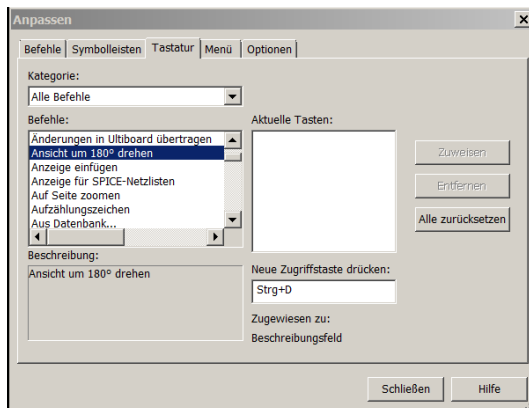 Anpassen
Befehle Symbolleisten Tastatur Menü Optionen
Kategorie:
Alle Befehle
Befehle:
Änderungen in Ultiboard übertragen
Ansicht um 180° drehen
Anzeige einfügen
Anzeige für SPICE-Netzlisten
Auf Seite zoomen
Aufzählungszeichen
Aus Datenbank...
Aktuelle Tasten:
Zuweisen
Entfernen
Alle zurücksetzen
Beschreibung:
Ansicht um 180° drehen
Neue Zugriffstaste drücken:
Strg+D
Zugewiesen zu:
Beschreibungsfeld
Schließen
Hilfe